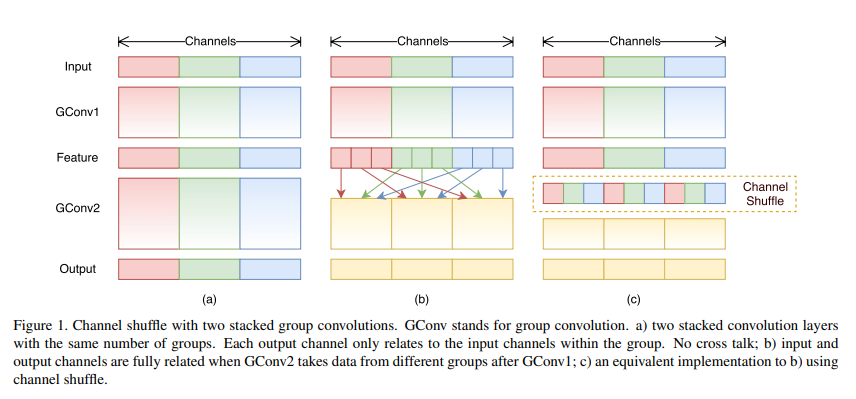 Channels Channels Channels
Input
GConv1
Feature
Channel
Shuffle
GConv2
Output
(a) (b) (c)
Figure 1. Channel shuffle with two stacked group convolutions. GConv stands for group convolution. a) two stacked convolution layers
with the same number of groups. Each output channel only relates to the input channels within the group. No cross talk; b) input and
output channels are fully related when GConv2 takes data from different groups after GConv1; c) an equivalent implementation to b) using
channel shuffle.